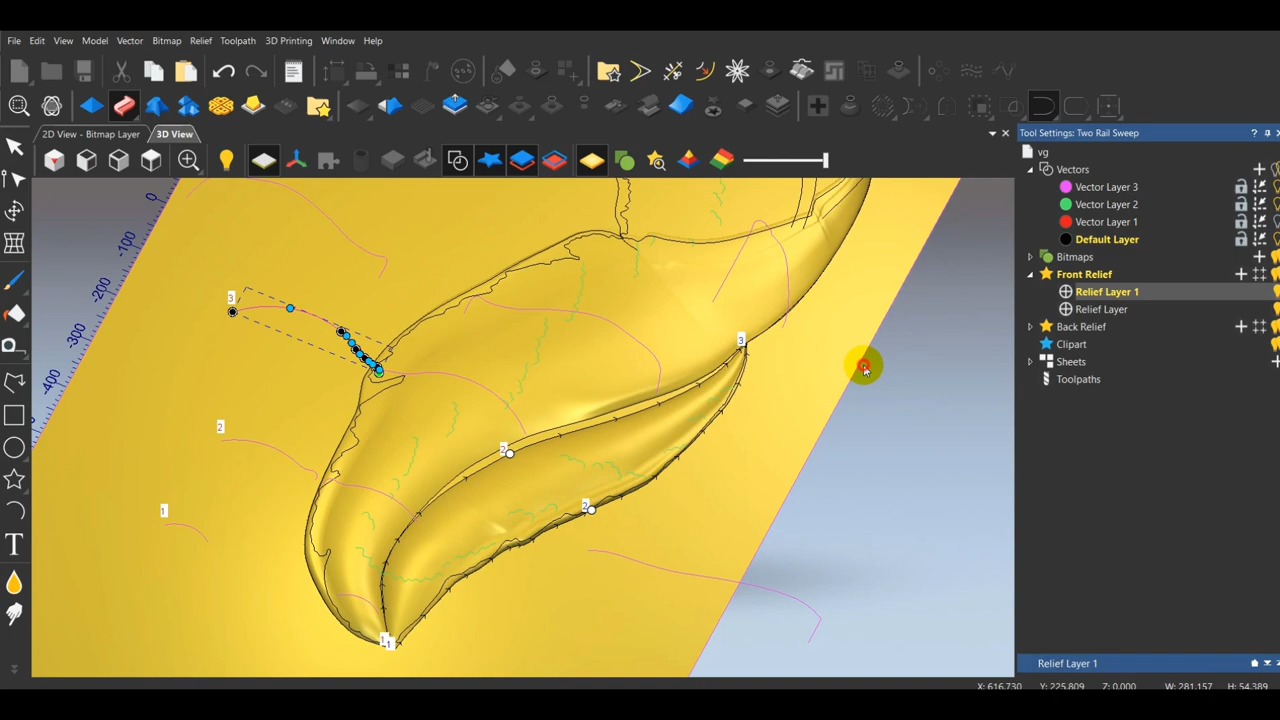 File Edit View Model Vector Bitmap Relief Toolpath 3D Printing Window Help
2D View - Bitmap Layer 3D View
Tool Settings: Two Rail Sweep
vg
Vectors
Vector Layer 3
Vector Layer 2
Vector Layer 1
Default Layer
Bitmaps
Front Relief
Relief Layer 1
Relief Layer
Back Relief
Clipart
Sheets
Toolpaths
0
-100
-200
-300
-400
3
3
2
2
2
1
1
1
T
Relief Layer 1
X: 616.730 Y: 225.809 Z: 0.000 W: 281.157 H: 54.389